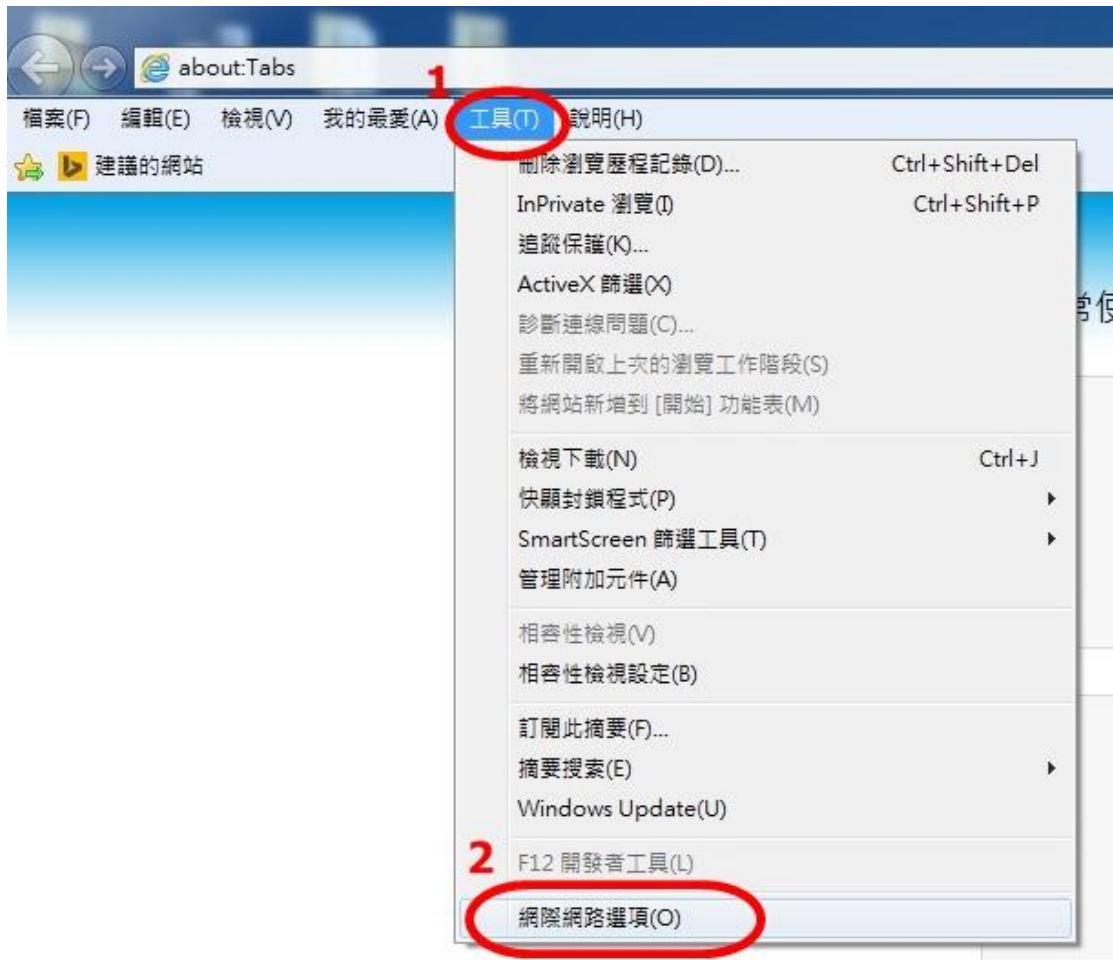 about:Tabs
1
檔案(F) 編輯(E) 檢視(V) 我的最愛(A) 工具(T) 說明(H)
建議的網站
刪除瀏覽歷程記錄(D)... Ctrl+Shift+Del
InPrivate 瀏覽(I) Ctrl+Shift+P
追蹤保護(K)...
ActiveX 篩選(X)
常使
診斷連線問題(C)...
重新開啟上次的瀏覽工作階段(S)
將網站新增到 [開始] 功能表(M)
檢視下載(N) Ctrl+J
快顯封鎖程式(P)
SmartScreen 篩選工具(T)
管理附加元件(A)
相容性檢視(V)
相容性檢視設定(B)
訂閱此摘要(F)...
摘要搜索(E)
Windows Update(U)
2
F12 開發者工具(L)
網際網路選項(O)